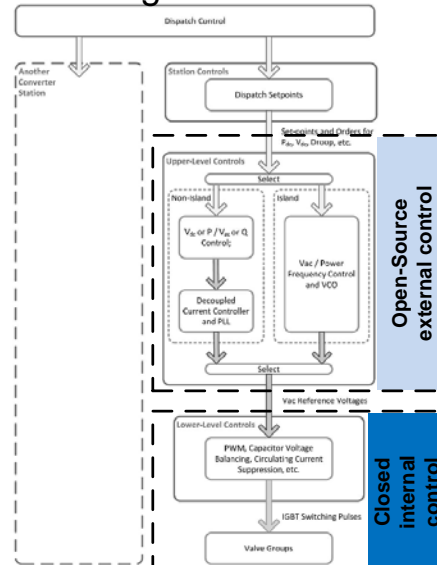 Dispatch Control
Another
Converter
Station
Station Controls
Dispatch Setpoints
Set-points and Orders for
Pdc, Vdc, Droop, etc.
Upper-Level Controls
Select
Non-Island
Island
Vdc or P / Vac or Q
Control;
Vac / Power
Frequency Control
and VCO
Decoupled
Current Controller
and PLL
Select
Open-Source
external control
Vac Reference Voltages
Lower-Level Controls
PWM, Capacitor Voltage
Balancing, Circulating Current
Suppression, etc.
Closed
internal
control
IGBT Switching Pulses
Valve Groups